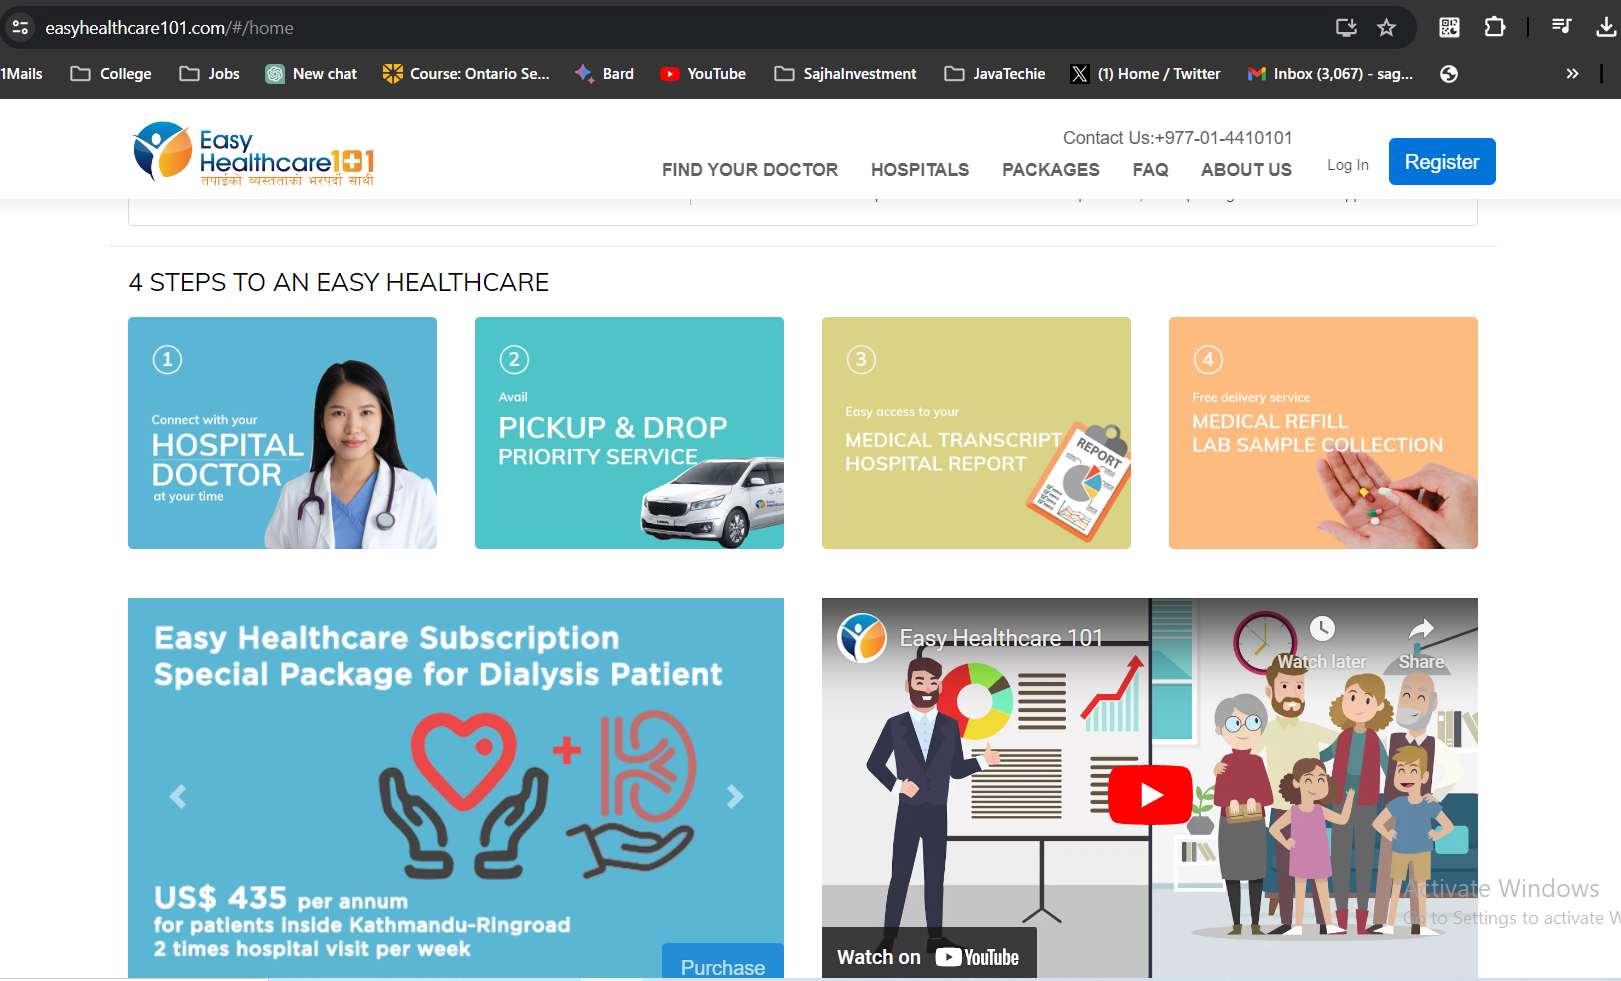 easyhealthcare101.com/#/home
1Mails
College
Jobs
New chat
Course: Ontario Se...
Bard
YouTube
SajhaInvestment
JavaTechie
(1) Home / Twitter
Inbox (3,067) - sag...
Easy
Healthcare101
तपाईको व्यस्तताको भरपर्दो साथी
Contact Us:+977-01-4410101
FIND YOUR DOCTOR
HOSPITALS
PACKAGES
FAQ
ABOUT US
Log In
Register
4 STEPS TO AN EASY HEALTHCARE
1
Connect with your
HOSPITAL
DOCTOR
at your time
2
Avail
PICKUP & DROP
PRIORITY SERVICE
3
Easy access to your
MEDICAL TRANSCRIPT
HOSPITAL REPORT
REPORT
4
Free delivery service
MEDICAL REFILL
LAB SAMPLE COLLECTION
Easy Healthcare Subscription
Special Package for Dialysis Patient
US$ 435 per annum
for patients inside Kathmandu-Ringroad
2 times hospital visit per week
Purchase
Easy Healthcare 101
Watch later
Share
Watch on YouTube
Activate Windows
Go to Settings to activate W